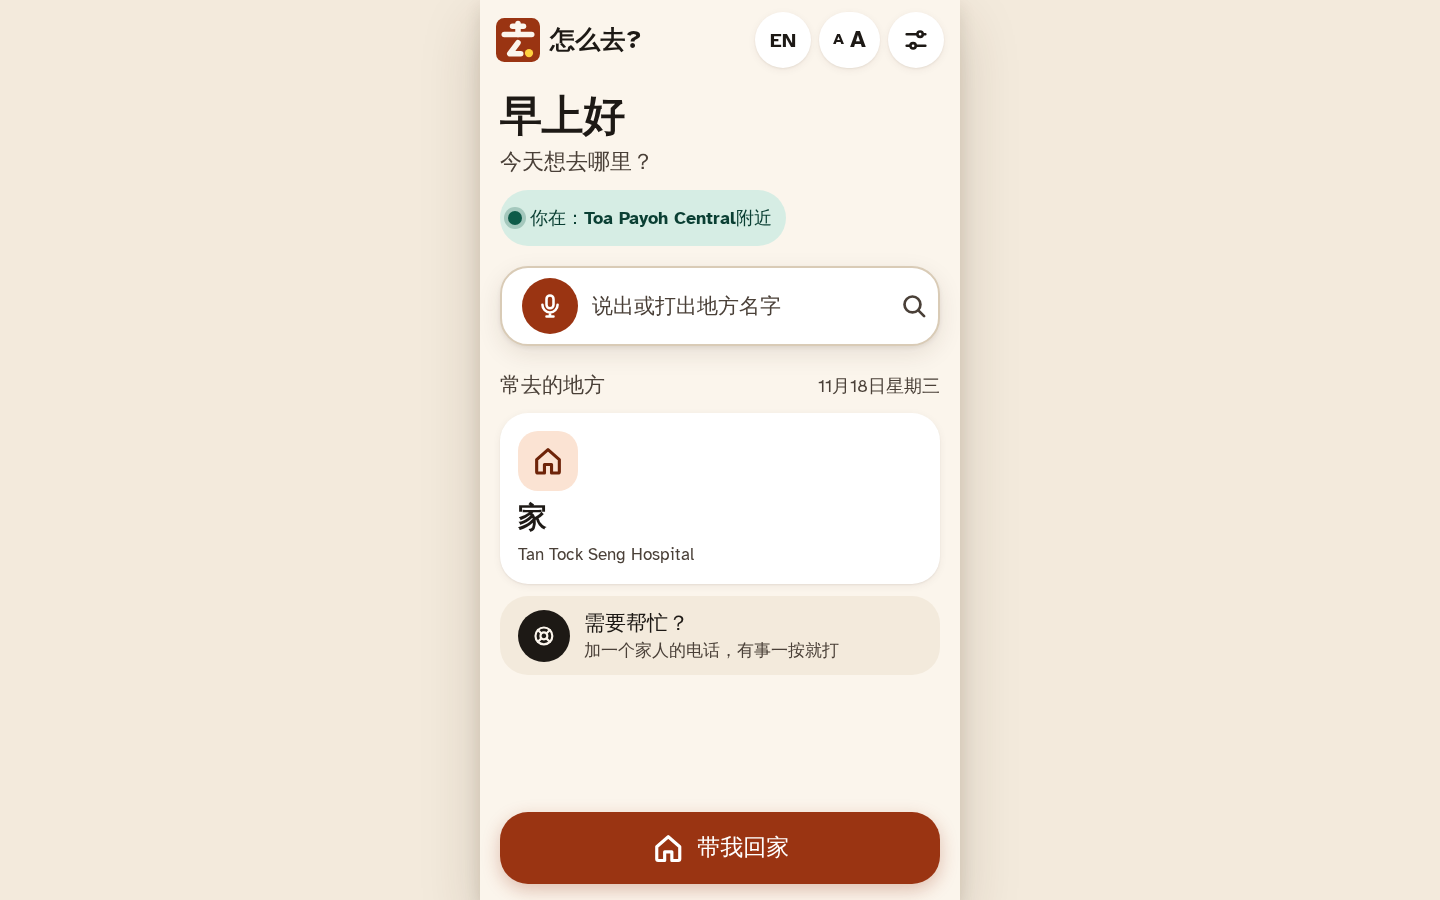 去
怎么去?
EN
A A
早上好
今天想去哪里？
你在：Toa Payoh Central附近
说出或打出地方名字
常去的地方
11月18日星期三
家
Tan Tock Seng Hospital
需要帮忙？
加一个家人的电话，有事一按就打
带我回家